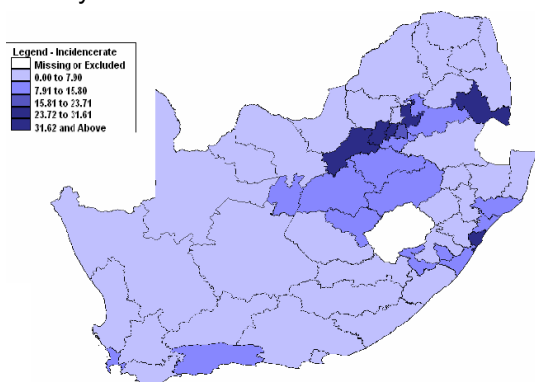 Legend - Incidencerate
Missing or Excluded
0.00 to 7.90
7.91 to 15.80
15.81 to 23.71
23.72 to 31.61
31.62 and Above